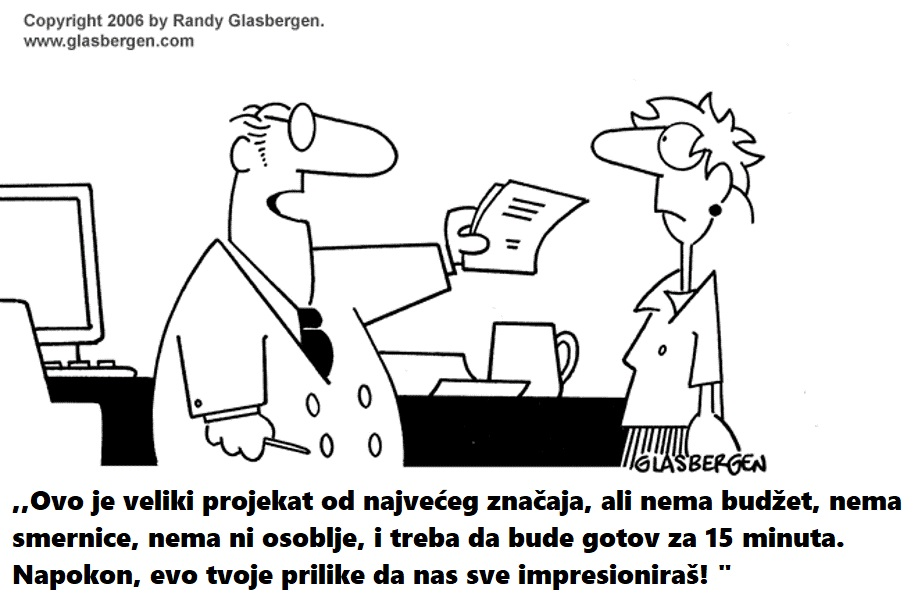 Copyright 2006 by Randy Glasbergen.
www.glasbergen.com
GLASBERGEN
,,Ovo je veliki projekat od najvećeg značaja, ali nema budžet, nema
smernice, nema ni osoblje, i treba da bude gotov za 15 minuta.
Napokon, evo tvoje prilike da nas sve impresioniraš! "